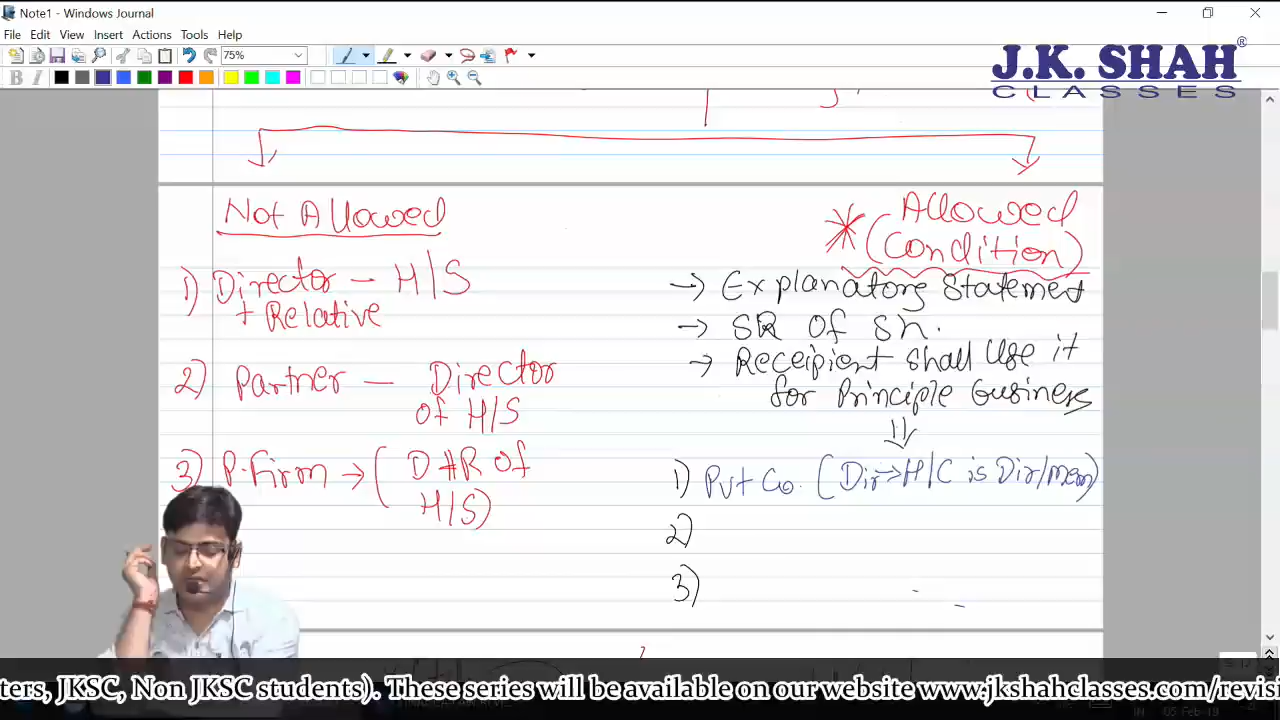 Note1 - Windows Journal
File Edit View Insert Actions Tools Help
75%
B I
J.K. SHAH®
CLASSES
Not Allowed
1) Director - H/S
+ Relative
2) Partner - Director
of H/S
3) P.Firm → ( D #R of
H/S)
* Allowed
(Condition)
→ Explanatory Statement
→ SR of Sh.
→ Receipient shall use it
for Principle business
1) Pvt Co. (Dir → H/C is Dir/mem)
2)
3)
ters, JKSC, Non JKSC students). These series will be available on our website www.jkshahclasses.com/revisi
05 Feb 19